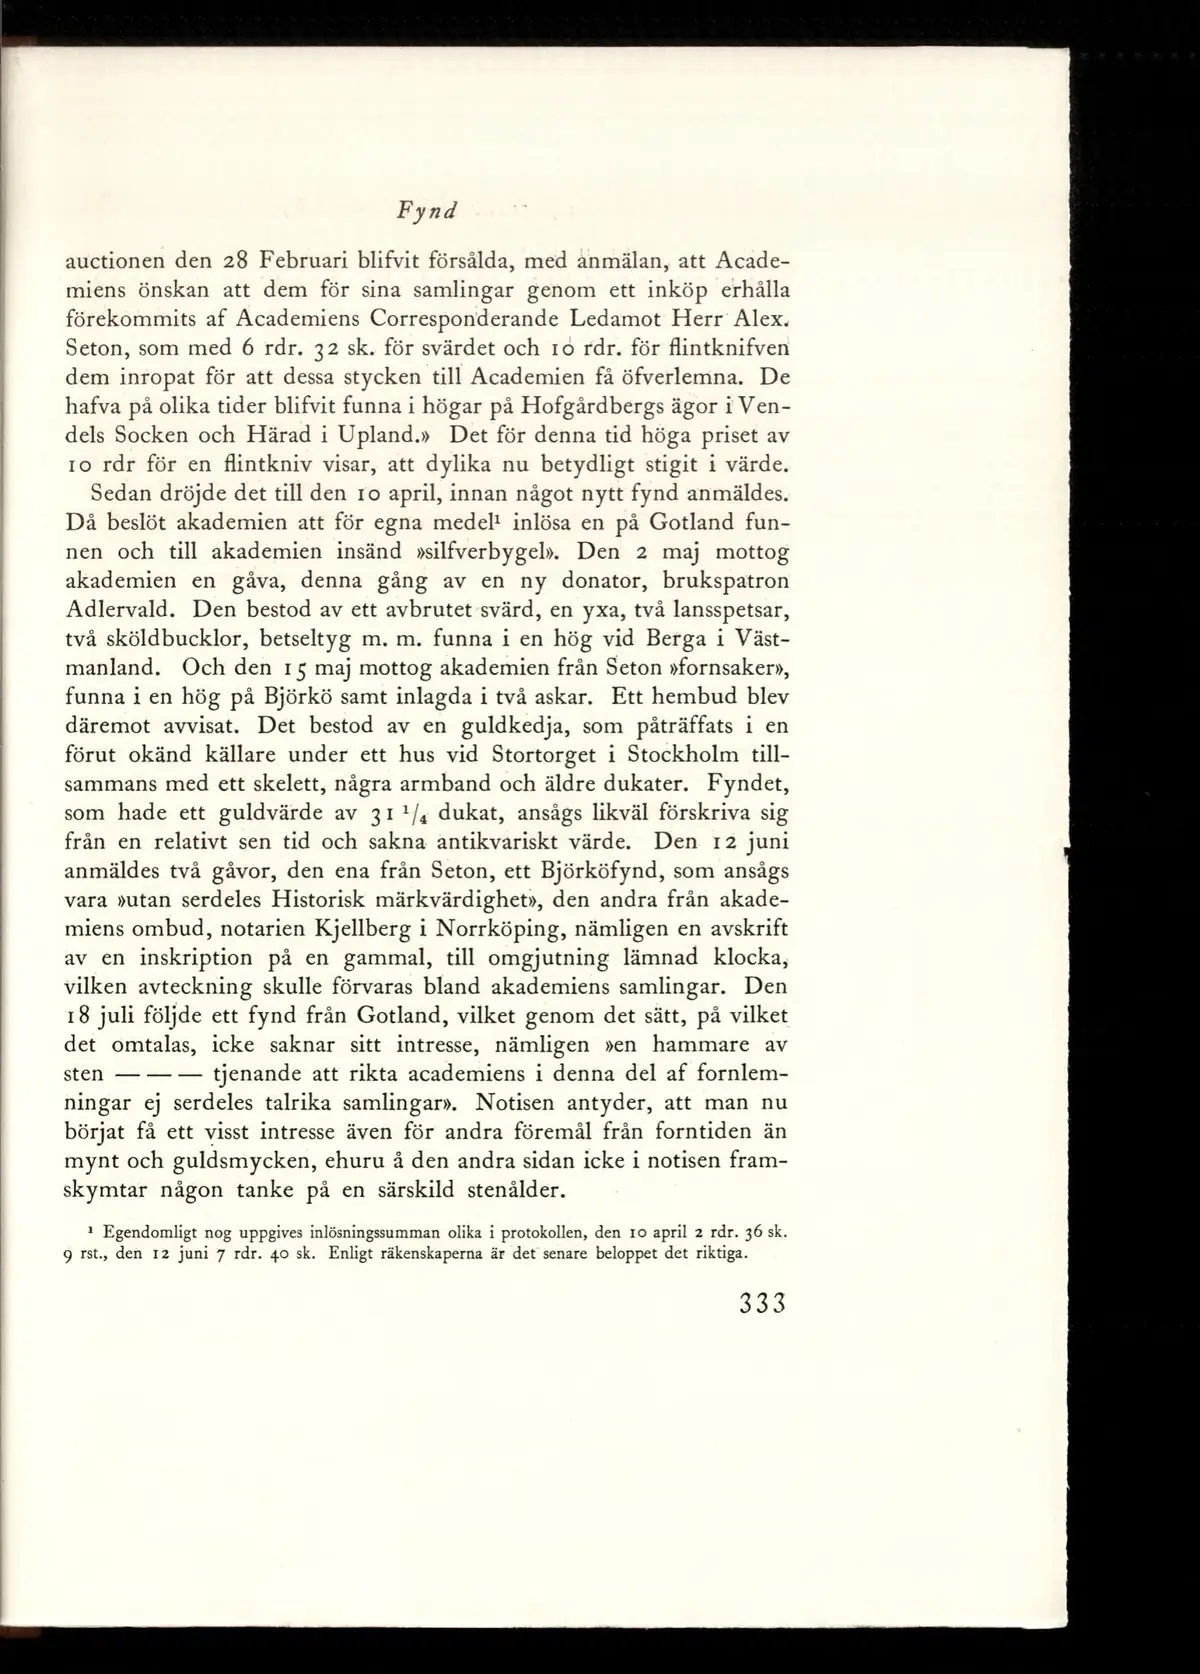 Fynd
auctionen den 28 Februari blifvit försålda, med anmälan, att Acade-
miens önskan att dem för sina samlingar genom ett inköp erhålla
förekommits af Academiens Corresponderande Ledamot Herr Alex.
Seton, som med 6 rdr. 32 sk. för svärdet och 10 rdr. för flintknifven
dem inropat för att dessa stycken till Academien få öfverlemna. De
hafva på olika tider blifvit funna i högar på Hofgårdbergs ägor i Ven-
dels Socken och Härad i Upland.» Det för denna tid höga priset av
10 rdr för en flintkniv visar, att dylika nu betydligt stigit i värde.
Sedan dröjde det till den 10 april, innan något nytt fynd anmäldes.
Då beslöt akademien att för egna medel¹ inlösa en på Gotland fun-
nen och till akademien insänd »silfverbygel». Den 2 maj mottog
akademien en gåva, denna gång av en ny donator, brukspatron
Adlervald. Den bestod av ett avbrutet svärd, en yxa, två lansspetsar,
två sköldbucklor, betseltyg m. m. funna i en hög vid Berga i Väst-
manland. Och den 15 maj mottog akademien från Seton »fornsaker»,
funna i en hög på Björkö samt inlagda i två askar. Ett hembud blev
däremot avvisat. Det bestod av en guldkedja, som påträffats i en
förut okänd källare under ett hus vid Stortorget i Stockholm till-
sammans med ett skelett, några armband och äldre dukater. Fyndet,
som hade ett guldvärde av 31 ¹/₄ dukat, ansågs likväl förskriva sig
från en relativt sen tid och sakna antikvariskt värde. Den 12 juni
anmäldes två gåvor, den ena från Seton, ett Björköfynd, som ansågs
vara »utan serdeles Historisk märkvärdighet», den andra från akade-
miens ombud, notarien Kjellberg i Norrköping, nämligen en avskrift
av en inskription på en gammal, till omgjutning lämnad klocka,
vilken avteckning skulle förvaras bland akademiens samlingar. Den
18 juli följde ett fynd från Gotland, vilket genom det sätt, på vilket
det omtalas, icke saknar sitt intresse, nämligen »en hammare av
sten — — — tjenande att rikta academiens i denna del af fornlem-
ningar ej serdeles talrika samlingar». Notisen antyder, att man nu
börjat få ett visst intresse även för andra föremål från forntiden än
mynt och guldsmycken, ehuru å den andra sidan icke i notisen fram-
skymtar någon tanke på en särskild stenålder.
¹ Egendomligt nog uppgives inlösningssumman olika i protokollen, den 10 april 2 rdr. 36 sk.
9 rst., den 12 juni 7 rdr. 40 sk. Enligt räkenskaperna är det senare beloppet det riktiga.
333